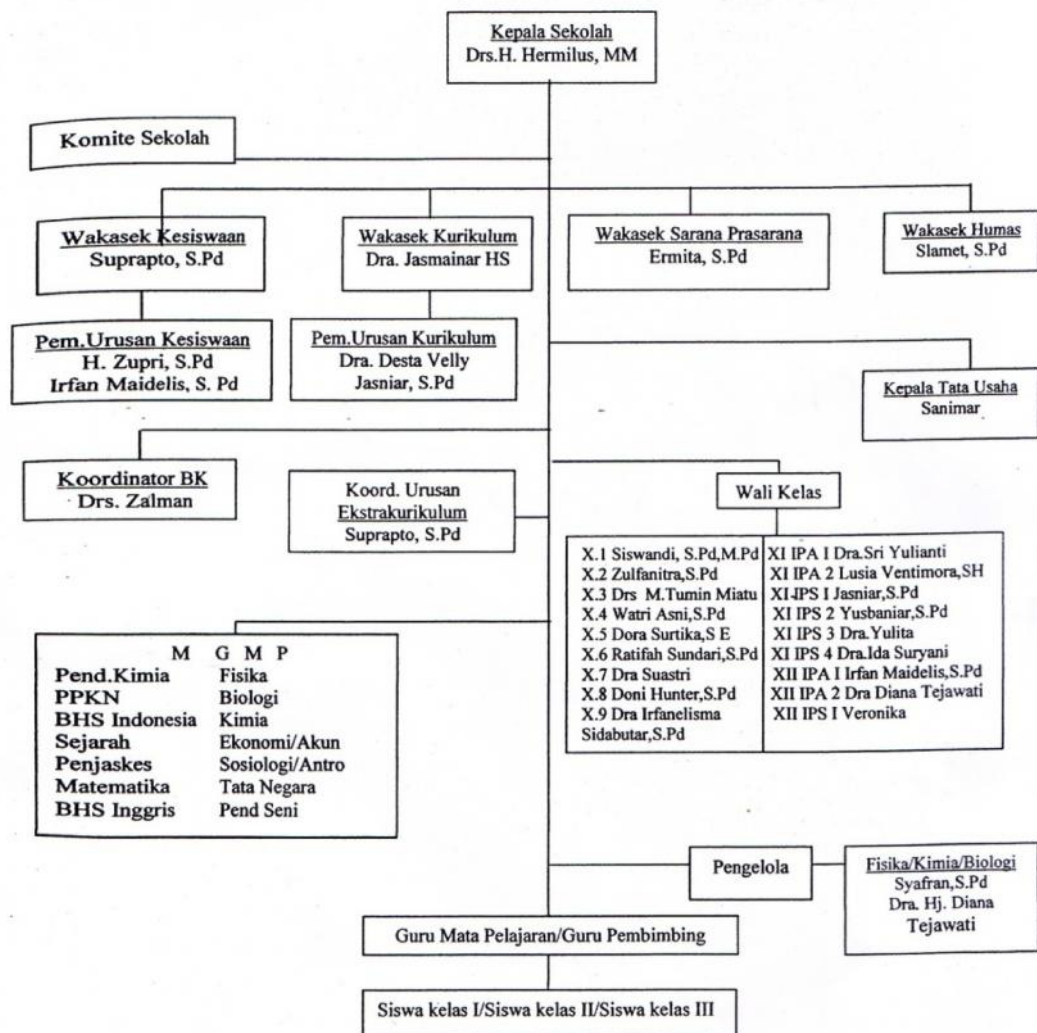 Kepala Sekolah
Drs.H. Hermilus, MM
Komite Sekolah
Wakasek Kesiswaan
Suprapto, S.Pd
Wakasek Kurikulum
Dra. Jasmainar HS
Wakasek Sarana Prasarana
Ermita, S.Pd
Wakasek Humas
Slamet, S.Pd
Pem.Urusan Kesiswaan
H. Zupri, S.Pd
Irfan Maidelis, S. Pd
Pem.Urusan Kurikulum
Dra. Desta Velly
Jasniar, S.Pd
Kepala Tata Usaha
Sanimar
Koordinator BK
Drs. Zalman
Koord. Urusan
Ekstrakurikulum
Suprapto, S.Pd
Wali Kelas
X.1 Siswandi, S.Pd,M.Pd
X.2 Zulfanitra,S.Pd
X.3 Drs M.Tumin Miatu
X.4 Watri Asni,S.Pd
X.5 Dora Surtika,S E
X.6 Ratifah Sundari,S.Pd
X.7 Dra Suastri
X.8 Doni Hunter,S.Pd
X.9 Dra Irfanelisma
Sidabutar,S.Pd
XI IPA I Dra.Sri Yulianti
XI IPA 2 Lusia Ventimora,SH
XI-IPS I Jasniar,S.Pd
XI IPS 2 Yusbaniar,S.Pd
XI IPS 3 Dra.Yulita
XI IPS 4 Dra.Ida Suryani
XII IPA I Irfan Maidelis,S.Pd
XII IPA 2 Dra Diana Tejawati
XII IPS I Veronika
M G M P
Pend.Kimia Fisika
PPKN Biologi
BHS Indonesia Kimia
Sejarah Ekonomi/Akun
Penjaskes Sosiologi/Antro
Matematika Tata Negara
BHS Inggris Pend Seni
Pengelola
Fisika/Kimia/Biologi
Syafran,S.Pd
Dra. Hj. Diana
Tejawati
Guru Mata Pelajaran/Guru Pembimbing
Siswa kelas I/Siswa kelas II/Siswa kelas III